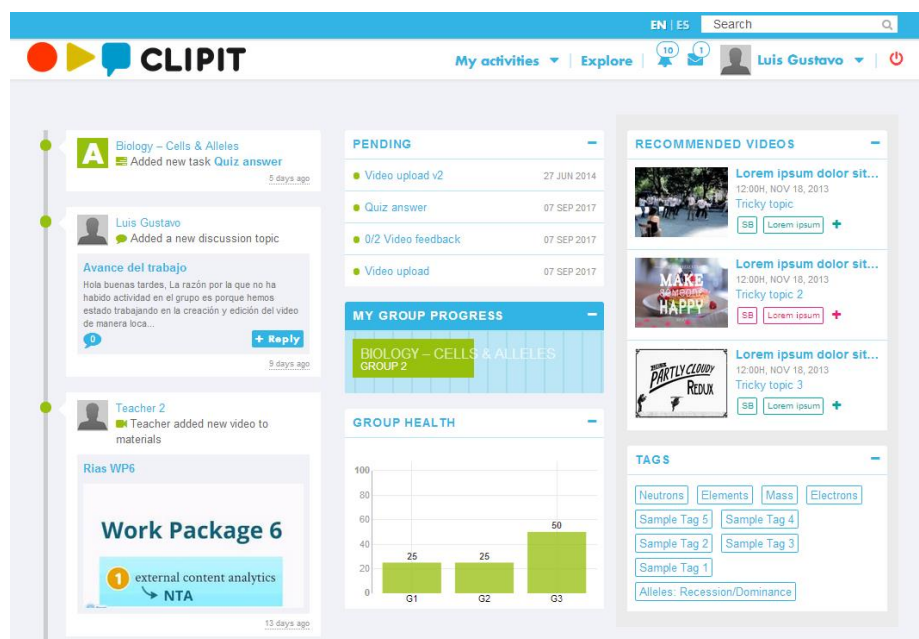 EN | ES Search
CLIPIT
My activities Explore 10 1 Luis Gustavo
A
Biology – Cells & Alleles
Added new task Quiz answer
5 days ago
Luis Gustavo
Added a new discussion topic
Avance del trabajo
Hola buenas tardes, La razón por la que no ha
habido actividad en el grupo es porque hemos
estado trabajando en la creación y edición del video
de manera loca...
0 + Reply
9 days ago
Teacher 2
Teacher added new video to
materials
Rias WP6
Work Package 6
1 external content analytics
NTA
13 days ago
PENDING
Video upload v2 27 JUN 2014
Quiz answer 07 SEP 2017
0/2 Video feedback 07 SEP 2017
Video upload 07 SEP 2017
MY GROUP PROGRESS
BIOLOGY – CELLS & ALLELES
GROUP 2
GROUP HEALTH
100
80
60
40
20
0
25 25 50
G1 G2 G3
RECOMMENDED VIDEOS
Lorem ipsum dolor sit...
12:00H, NOV 18, 2013
Tricky topic
SB Lorem ipsum +
MAKE
SOMEONE
HAPPY
Lorem ipsum dolor sit...
12:00H, NOV 18, 2013
Tricky topic 2
SB Lorem ipsum +
PARTLY CLOUDY
REDUX
Lorem ipsum dolor sit...
12:00H, NOV 18, 2013
Tricky topic 3
SB Lorem ipsum +
TAGS
Neutrons Elements Mass Electrons
Sample Tag 5 Sample Tag 4
Sample Tag 2 Sample Tag 3
Sample Tag 1
Alleles: Recession/Dominance